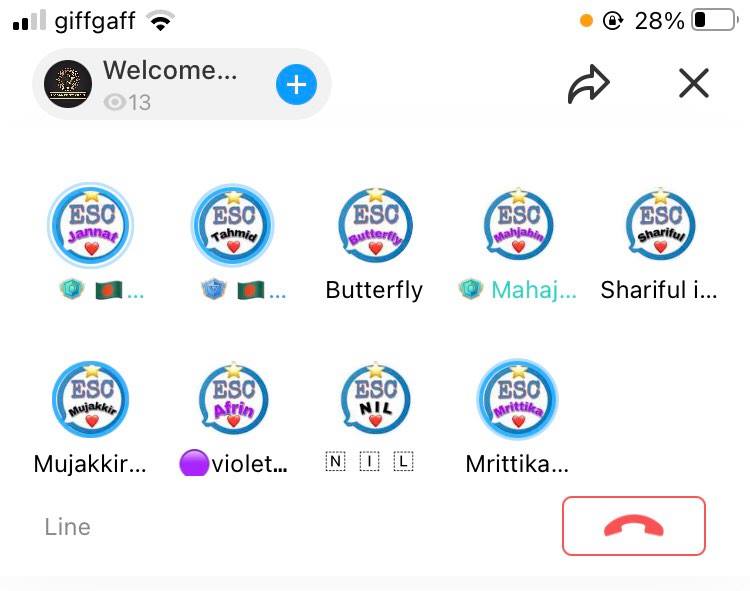 giffgaff 28%
Welcome...
13
ESC Jannat
ESC Tahmid
ESC Butterfly
ESC Mahjabin
ESC Shariful
... ... Butterfly Mahaj... Shariful i...
ESC Mujakkir
ESC Afrin
ESC NIL
ESC Mrittika
Mujakkir... violet... N I L Mrittika...
Line